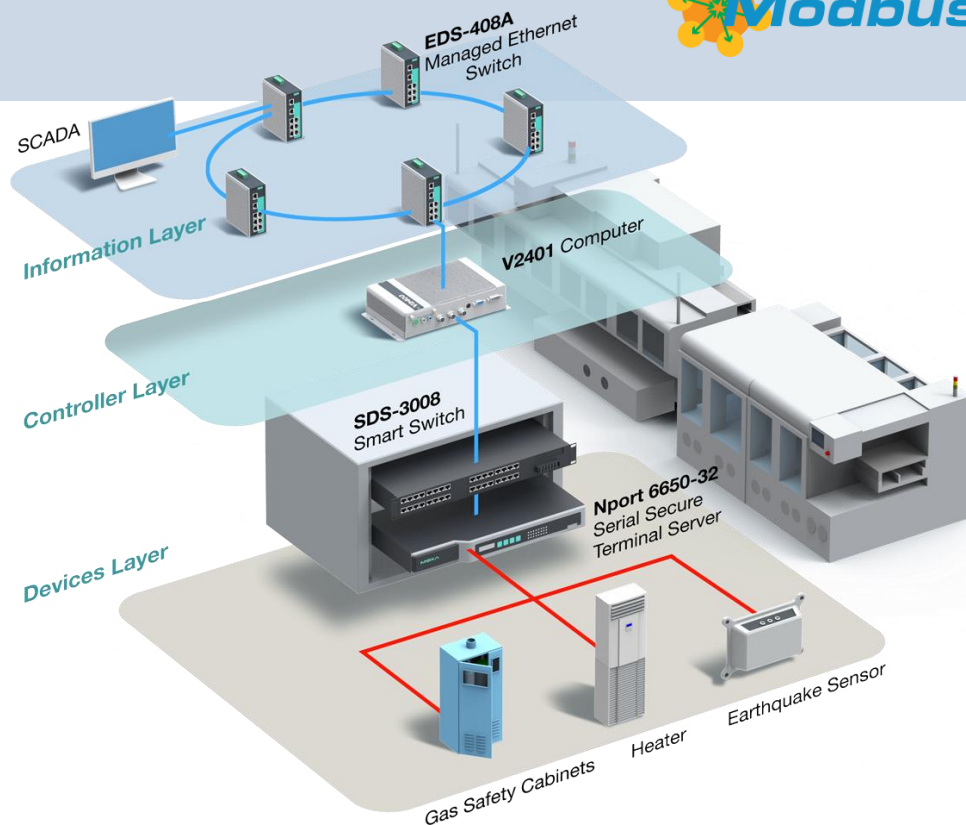 Modbus
EDS-408A
Managed Ethernet
Switch
SCADA
Information Layer
V2401 Computer
Controller Layer
SDS-3008
Smart Switch
Nport 6650-32
Serial Secure
Terminal Server
MOXA
Devices Layer
Earthquake Sensor
Heater
Gas Safety Cabinets